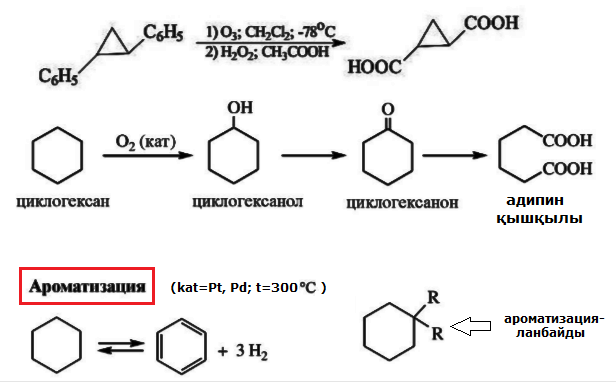 C₆H₅
C₆H₅
1) O₃; CH₂Cl₂; -78⁰C
2) H₂O₂; CH₃COOH
COOH
HOOC
O₂ (кат)
OH
O
COOH
COOH
циклогексан
циклогексанол
циклогексанон
адипин
қышқылы
Ароматизация
(kat=Pt, Pd; t=300°C )
+ 3 H₂
R
R
ароматизация-
ланбайды